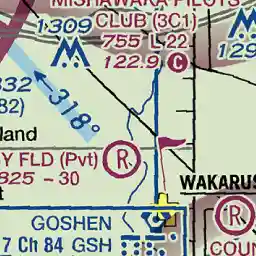 MISHAWAKA PILOTS
CLUB (3C1)
1309
755 L 22
122.9 C
318°
R
Y FLD (Pvt)
825 - 30
WAKARUS
R
GOSHEN
7 Ch 84 GSH
COUN